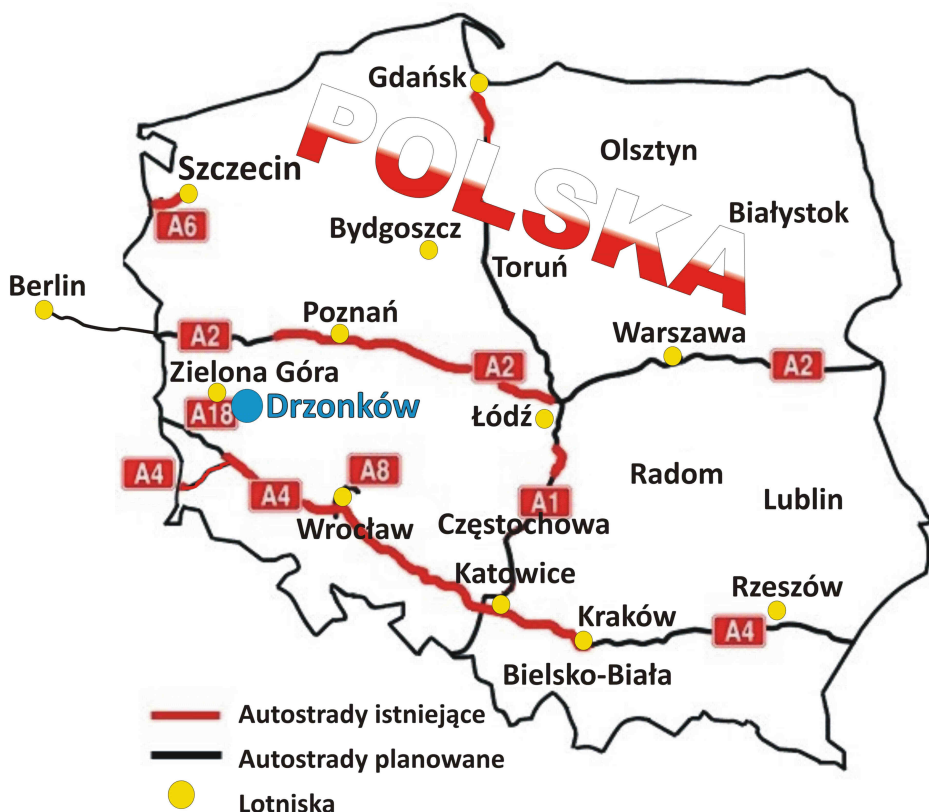 Gdańsk
POLSKA
Olsztyn
Szczecin
A6
Białystok
Bydgoszcz
Toruń
Berlin
Poznań
A2
Warszawa
A2
A2
Zielona Góra
A18
Drzonków
Łódź
A4
A4
A8
Wrocław
Radom
Lublin
A1
Częstochowa
Katowice
Kraków
Rzeszów
A4
Bielsko-Biała
Autostrady istniejące
Autostrady planowane
Lotniska